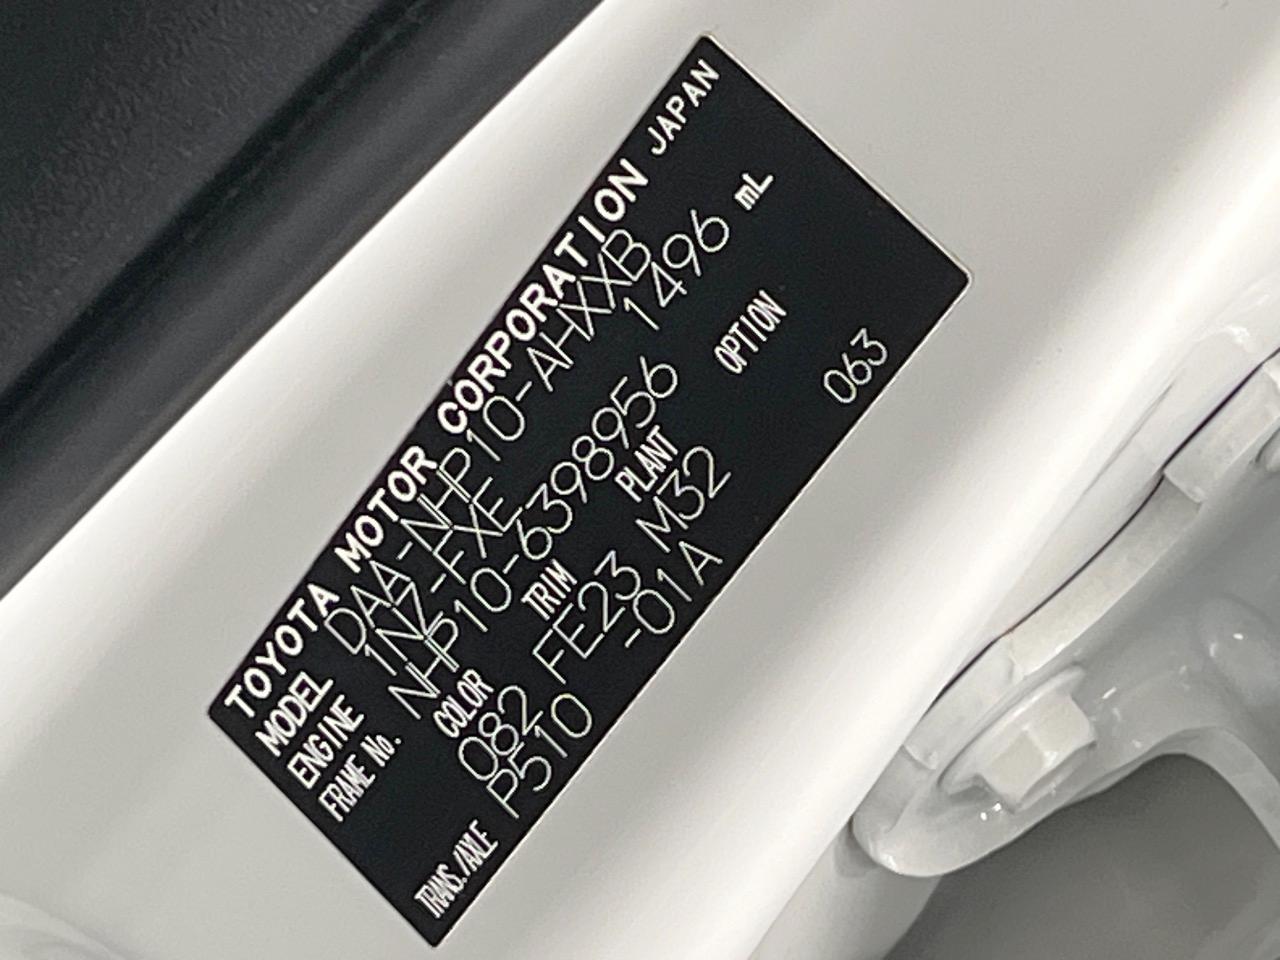 TOYOTA MOTOR CORPORATION JAPAN
MODEL DAA-NHP10-AHXXB
ENGINE 1NZ-FXE 1496 mL
FRAME No. NHP10-6398956
COLOR TRIM PLANT OPTION
082 FE23 M32
TRANS./AXLE P510 -01A 063